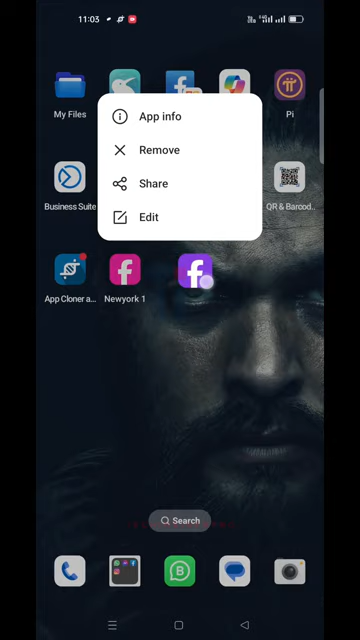 11:03
My Files
Pi
App info
Remove
Share
Edit
Business Suite
QR & Barcod..
App Cloner a...
Newyork 1
Search